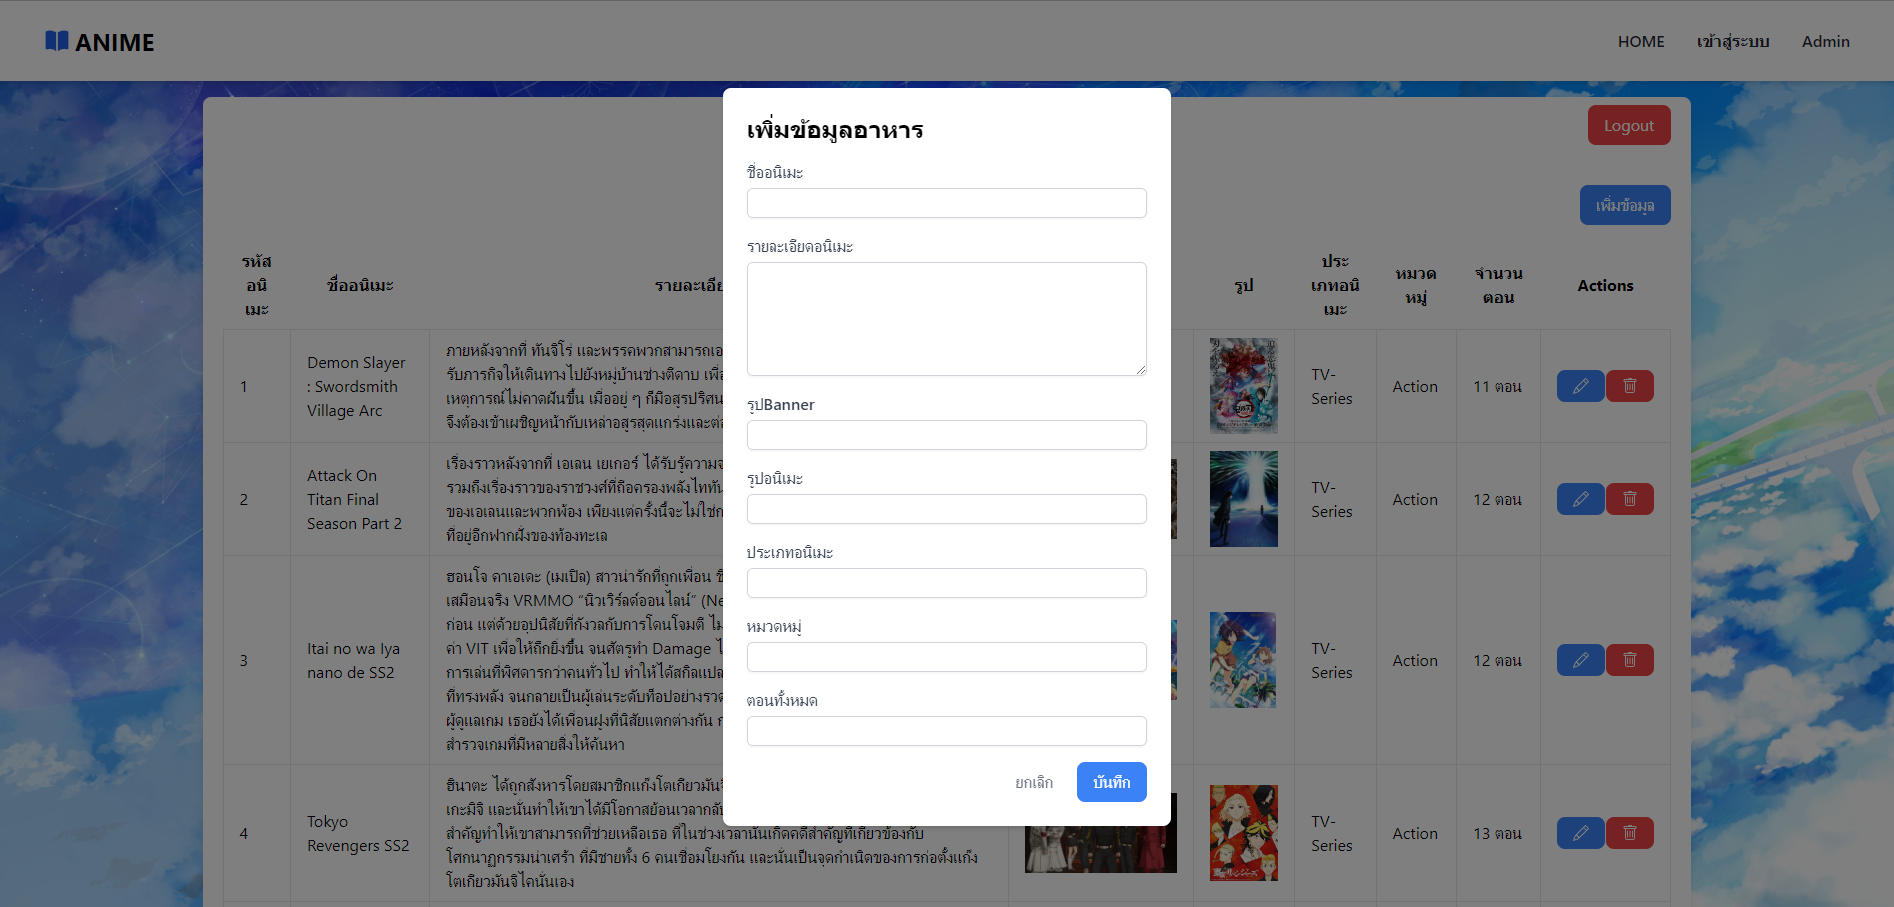 ANIME
HOME
เข้าสู่ระบบ
Admin
Logout
เพิ่มข้อมูล
เพิ่มข้อมูลอาหาร
ชื่ออนิเมะ
รายละเอียดอนิเมะ
รูปBanner
รูปอนิเมะ
ประเภทอนิเมะ
หมวดหมู่
ตอนทั้งหมด
ยกเลิก
บันทึก
รหัส
อนิ
เมะ
ชื่ออนิเมะ
รูป
ประ
เภทอนิ
เมะ
หมวด
หมู่
จำนวน
ตอน
Actions
1
Demon Slayer
: Swordsmith
Village Arc
ภายหลังจากที่ ทันจิโร่ และพรรคพวกสามารถเอ
รับภารกิจให้เดินทางไปยังหมู่บ้านช่างตีดาบ เพื่อ
เหตุการณ์ไม่คาดฝันขึ้น เมื่ออยู่ ๆ ก็มีอสูรปริศน
จึงต้องเข้าเผชิญหน้ากับเหล่าอสูรสุดแกร่งและต่อ
TV-
Series
Action
11 ตอน
2
Attack On
Titan Final
Season Part 2
เรื่องราวหลังจากที่ เอเลน เยเกอร์ ได้รับรู้ความจ
รวมถึงเรื่องราวของราชวงศ์ที่ถือครองพลังไททัน
ของเอเลนและพวกพ้อง เพียงแต่ครั้งนี้จะไม่ใช่ก
ที่อยู่อีกฟากฝั่งของท้องทะเล
TV-
Series
Action
12 ตอน
3
Itai no wa Iya
nano de SS2
ฮอนโจ คาเอเดะ (เมเปิล) สาวน่ารักที่ถูกเพื่อน ชั
เสมือนจริง VRMMO “นิวเวิร์ลด์ออนไลน์” (Ne
ก่อน แต่ด้วยอุปนิสัยที่กังวลกับการโดนโจมตี ไม
ค่า VIT เพื่อให้ถึกยิ่งขึ้น จนศัตรูทำ Damage ไ
การเล่นที่พิศดารกว่าคนทั่วไป ทำให้ได้สกิลแปล
ที่ทรงพลัง จนกลายเป็นผู้เล่นระดับท็อปอย่างรวด
ผู้ดูแลเกม เธอยังได้เพื่อนฝูงที่นิสัยแตกต่างกัน ก
สำรวจเกมที่มีหลายสิ่งให้ค้นหา
TV-
Series
Action
12 ตอน
4
Tokyo
Revengers SS2
ฮินาตะ ได้ถูกสังหารโดยสมาชิกแก๊งโตเกียวมันจิ
เกะมิจิ และนั่นทำให้เขาได้มีโอกาสย้อนเวลากลับ
สำคัญทำให้เขาสามารถที่ช่วยเหลือเธอ ที่ในช่วงเวลานั้นเกิดคดีสำคัญที่เกี่ยวข้องกับ
โศกนาฏกรรมน่าเศร้า ที่มีชายทั้ง 6 คนเชื่อมโยงกัน และนั่นเป็นจุดกำเนิดของการก่อตั้งแก๊ง
โตเกียวมันจิไดนั่นเอง
TV-
Series
Action
13 ตอน